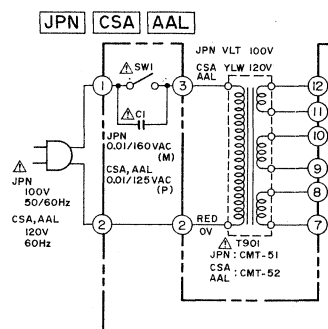 JPN CSA AAL
JPN VLT 100V
CSA YLW 120V
AAL
SW1
1
3
12
11
C1
JPN
0.01/160VAC
(M)
CSA, AAL
0.01/125VAC
(P)
10
9
JPN
100V
50/60Hz
CSA, AAL
120V
60Hz
8
2
2
RED
0V
7
T901
JPN : CMT-51
CSA
AAL : CMT-52